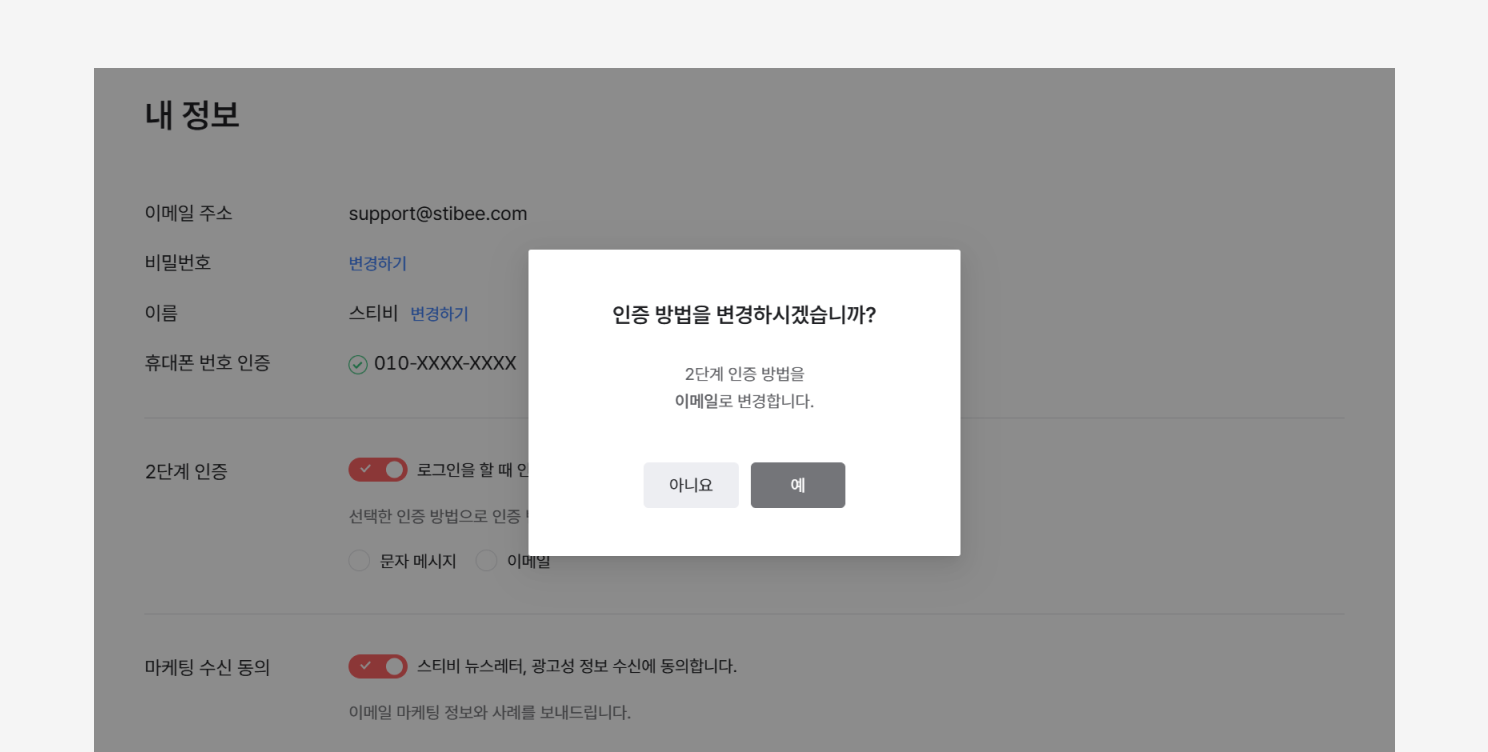 내 정보
이메일 주소 support@stibee.com
비밀번호 변경하기
이름 스티비 변경하기
휴대폰 번호 인증 010-XXXX-XXXX
인증 방법을 변경하시겠습니까?
2단계 인증 방법을
이메일로 변경합니다.
아니요 예
2단계 인증 로그인을 할 때
선택한 인증 방법으로 인증
문자 메시지 이메일
마케팅 수신 동의 스티비 뉴스레터, 광고성 정보 수신에 동의합니다.
이메일 마케팅 정보와 사례를 보내드립니다.